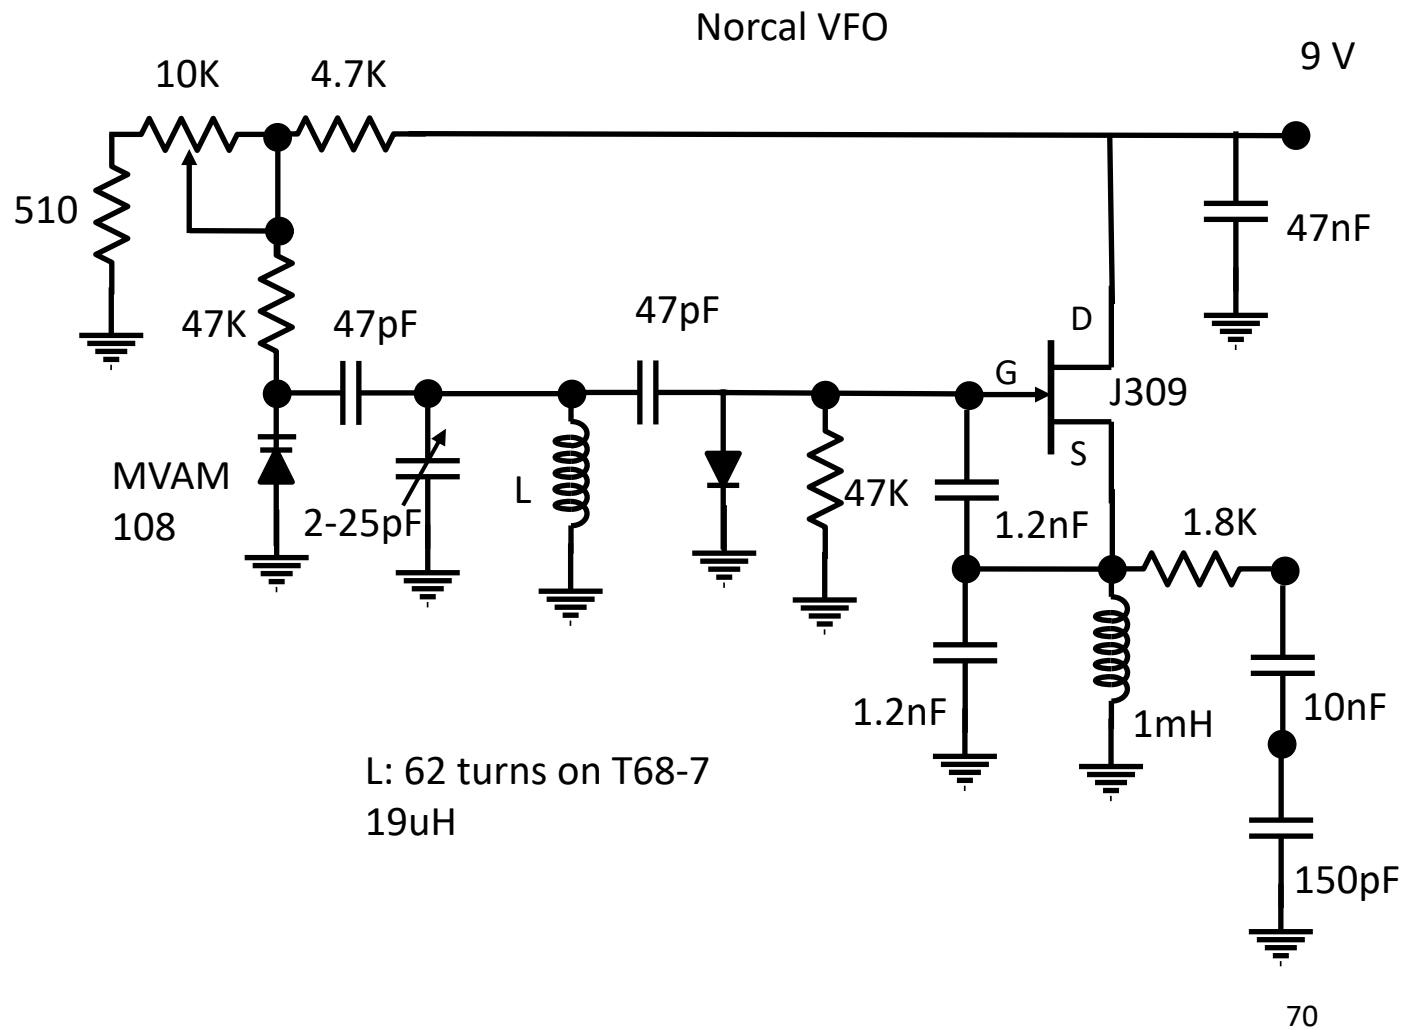 Norcal VFO
9 V
10K
4.7K
510
47nF
47K
47pF
47pF
D
G
J309
S
MVAM
108
2-25pF
L
47K
1.2nF
1.8K
1.2nF
1mH
10nF
L: 62 turns on T68-7
19uH
150pF
70